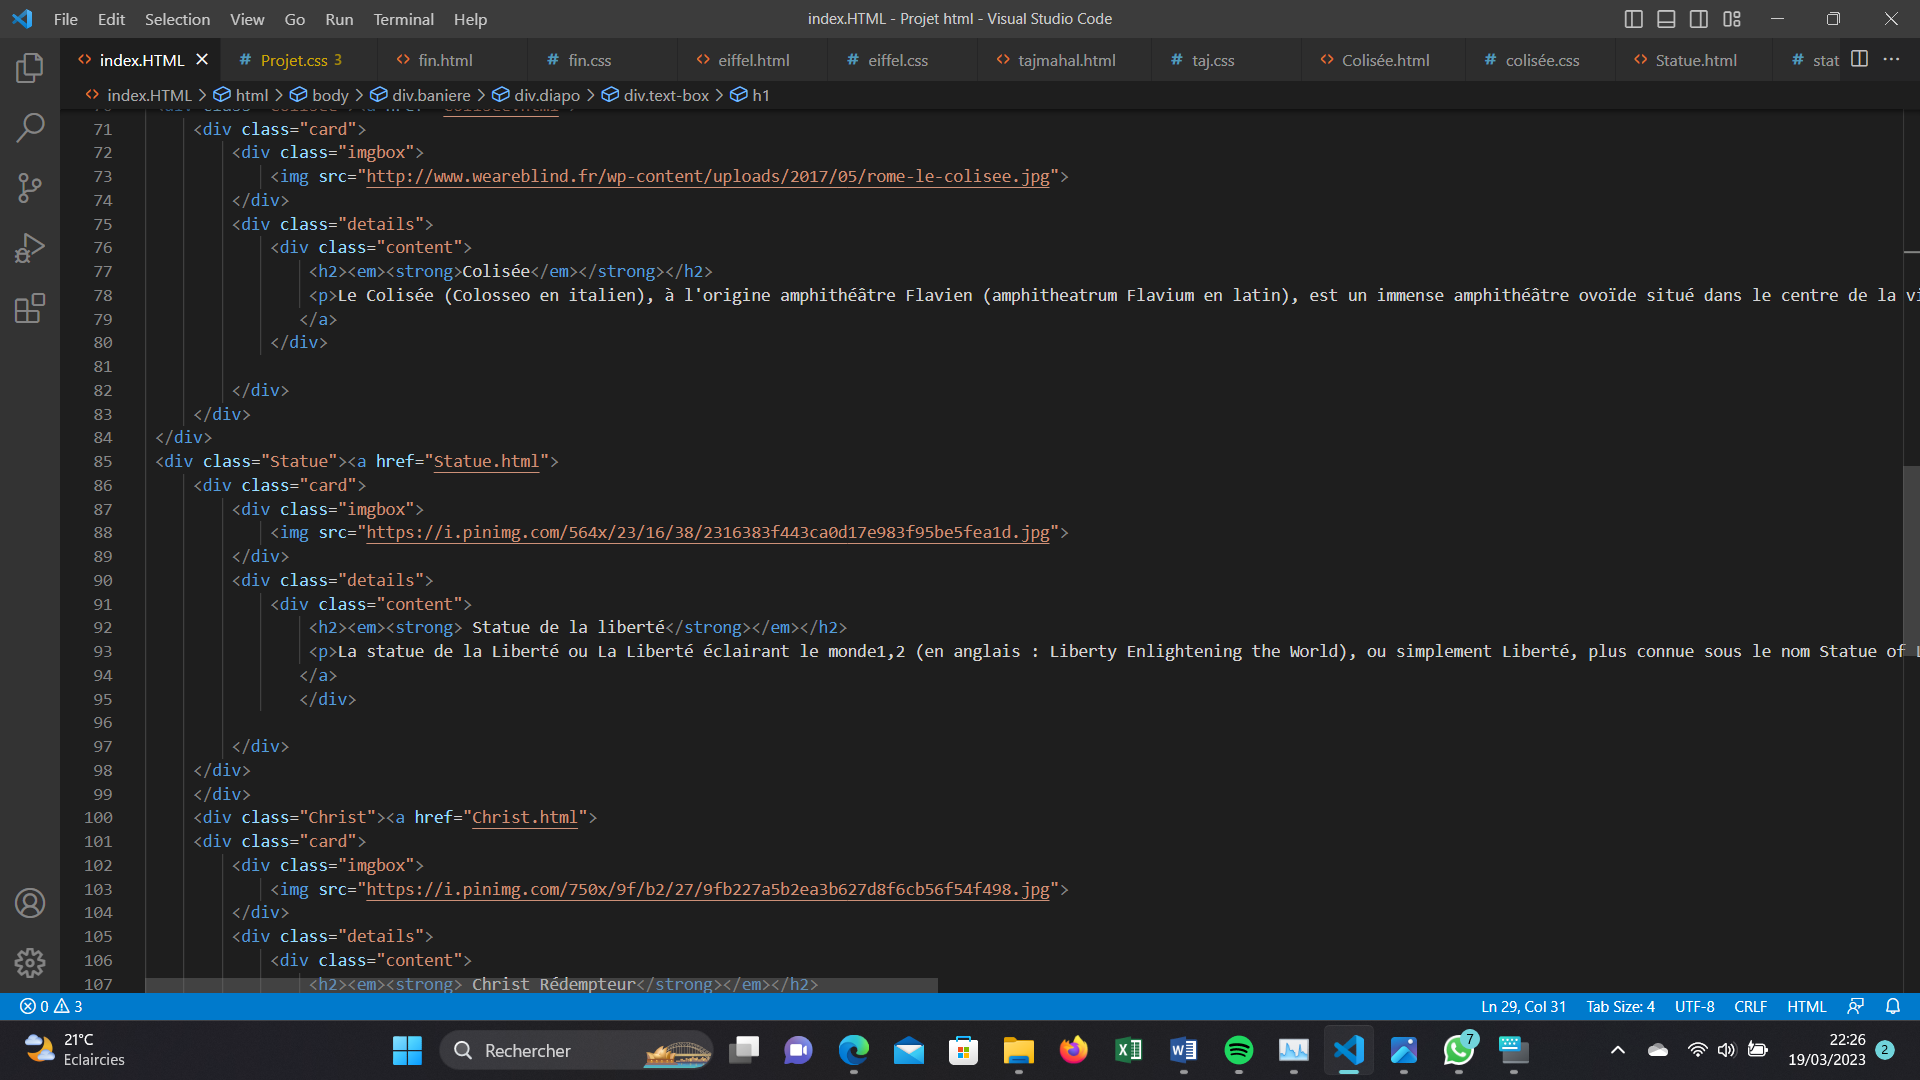 File Edit Selection View Go Run Terminal Help
index.HTML - Projet html - Visual Studio Code
index.HTML Projet.css 3 fin.html fin.css eiffel.html eiffel.css tajmahal.html taj.css Colisée.html colisée.css Statue.html stat
index.HTML > html > body > div.baniere > div.diapo > div.text-box > h1
71 <div class="card">
72 <div class="imgbox">
73 <img src="http://www.weareblind.fr/wp-content/uploads/2017/05/rome-le-colisee.jpg">
74 </div>
75 <div class="details">
76 <div class="content">
77 <h2><em><strong>Colisée</em></strong></h2>
78 <p>Le Colisée (Colosseo en italien), à l'origine amphithéâtre Flavien (amphitheatrum Flavium en latin), est un immense amphithéâtre ovoïde situé dans le centre de la vi
79 </a>
80 </div>
81
82 </div>
83 </div>
84 </div>
85 <div class="Statue"><a href="Statue.html">
86 <div class="card">
87 <div class="imgbox">
88 <img src="https://i.pinimg.com/564x/23/16/38/2316383f443ca0d17e983f95be5fea1d.jpg">
89 </div>
90 <div class="details">
91 <div class="content">
92 <h2><em><strong> Statue de la liberté</strong></em></h2>
93 <p>La statue de la Liberté ou La Liberté éclairant le monde1,2 (en anglais : Liberty Enlightening the World), ou simplement Liberté, plus connue sous le nom Statue of L
94 </a>
95 </div>
96
97 </div>
98 </div>
99 </div>
100 <div class="Christ"><a href="Christ.html">
101 <div class="card">
102 <div class="imgbox">
103 <img src="https://i.pinimg.com/750x/9f/b2/27/9fb227a5b2ea3b627d8f6cb56f54f498.jpg">
104 </div>
105 <div class="details">
106 <div class="content">
107 <h2><em><strong> Christ Rédempteur</strong></em></h2>
0 3 Ln 29, Col 31 Tab Size: 4 UTF-8 CRLF HTML
21°C
Eclaircies
Rechercher
7
22:26
19/03/2023
2